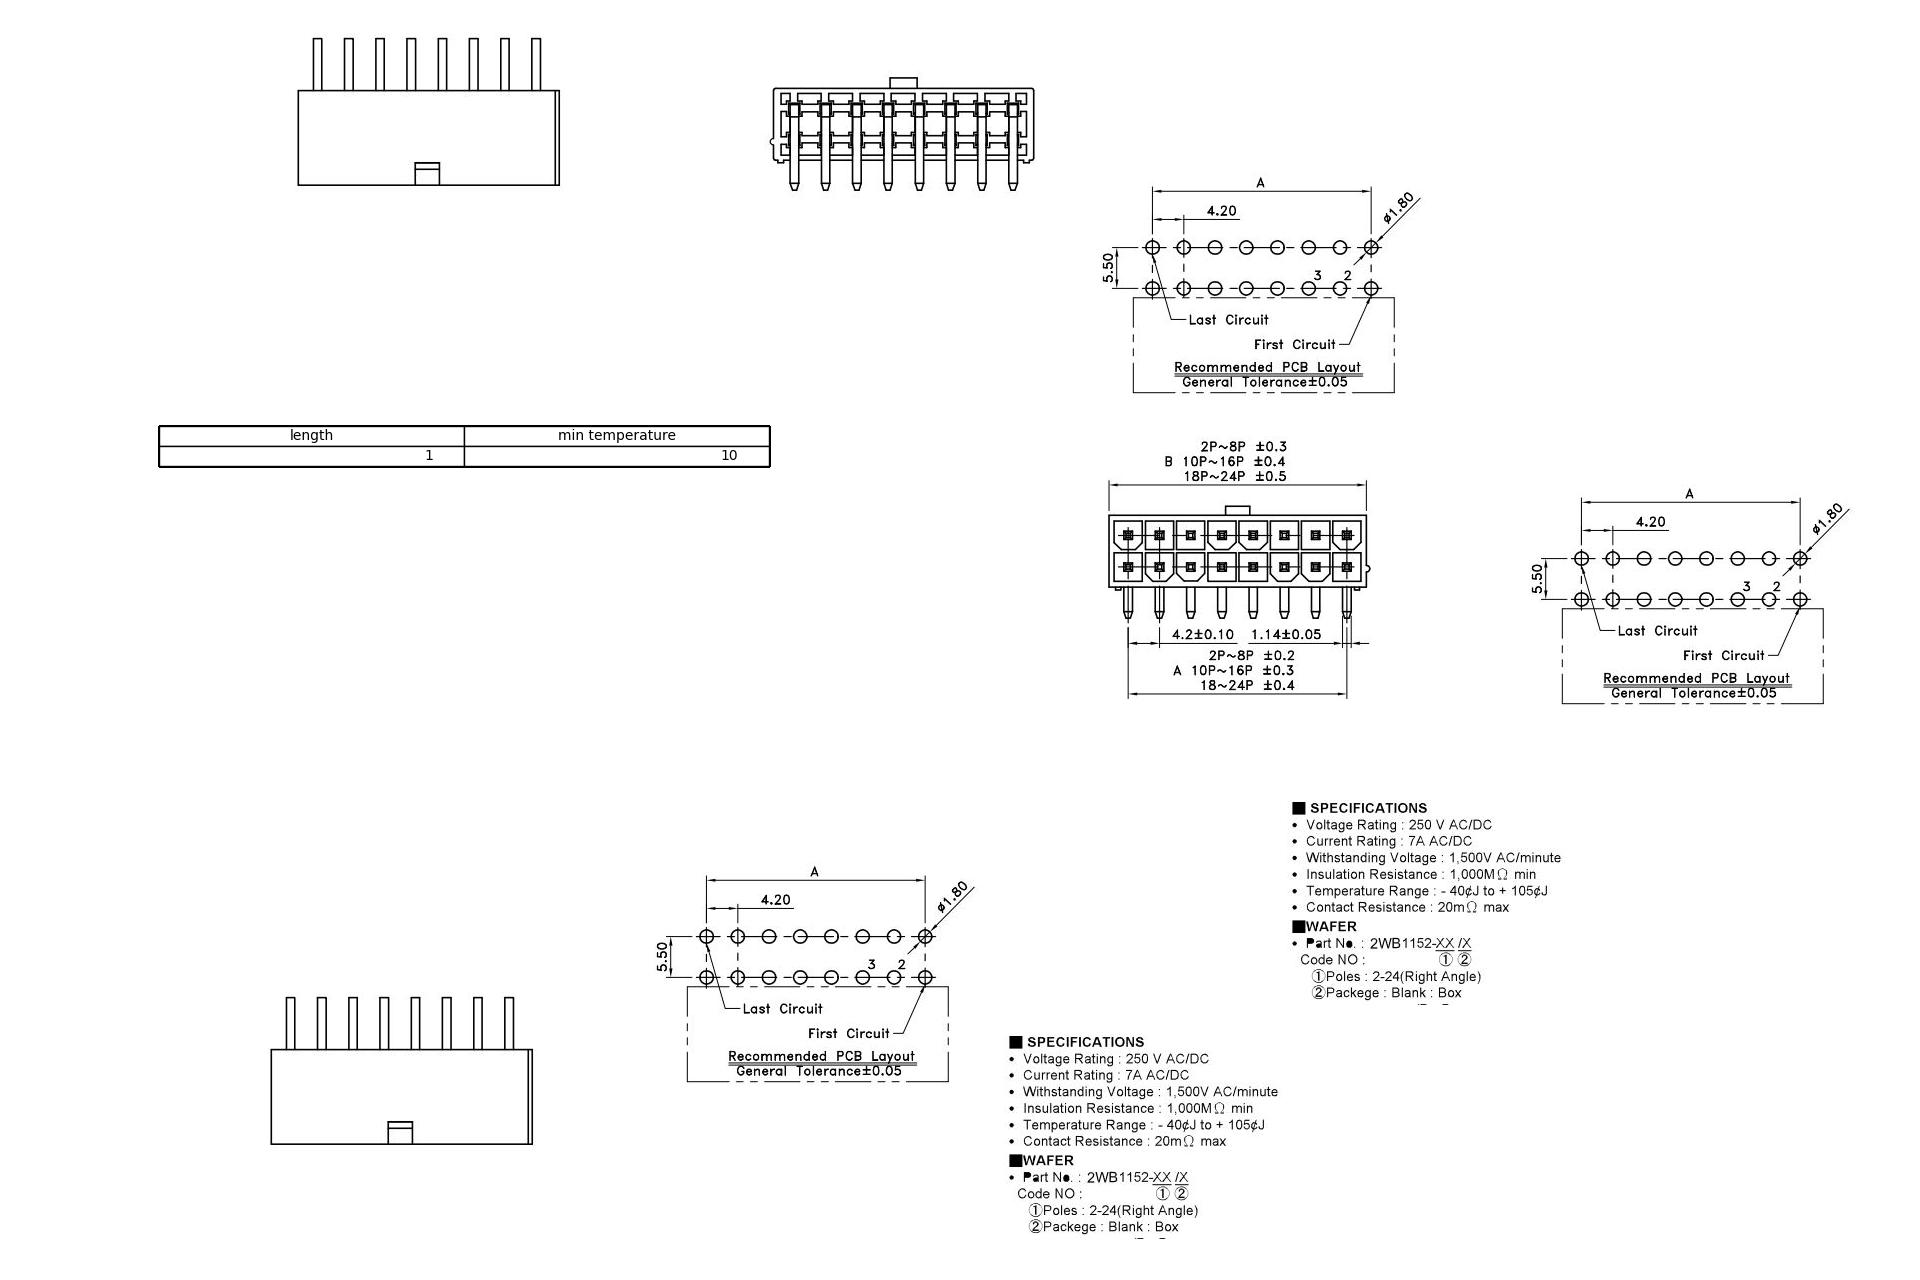 A
4.20
ø1.80
5.50
3 2
Last Circuit
First Circuit
Recommended PCB Layout
General Tolerance±0.05
length min temperature
1 10
2P~8P ±0.3
B 10P~16P ±0.4
18P~24P ±0.5
4.2±0.10 1.14±0.05
2P~8P ±0.2
A 10P~16P ±0.3
18~24P ±0.4
A
4.20
ø1.80
5.50
3 2
Last Circuit
First Circuit
Recommended PCB Layout
General Tolerance±0.05
■ SPECIFICATIONS
• Voltage Rating : 250 V AC/DC
• Current Rating : 7A AC/DC
• Withstanding Voltage : 1,500V AC/minute
• Insulation Resistance : 1,000MΩ min
• Temperature Range : - 40¢J to + 105¢J
• Contact Resistance : 20mΩ max
■WAFER
• Part No. : 2WB1152-XX /X
Code NO : ① ②
①Poles : 2-24(Right Angle)
②Packege : Blank : Box
A
4.20
ø1.80
5.50
3 2
Last Circuit
First Circuit
Recommended PCB Layout
General Tolerance±0.05
■ SPECIFICATIONS
• Voltage Rating : 250 V AC/DC
• Current Rating : 7A AC/DC
• Withstanding Voltage : 1,500V AC/minute
• Insulation Resistance : 1,000MΩ min
• Temperature Range : - 40¢J to + 105¢J
• Contact Resistance : 20mΩ max
■WAFER
• Part No. : 2WB1152-XX /X
Code NO : ① ②
①Poles : 2-24(Right Angle)
②Packege : Blank : Box